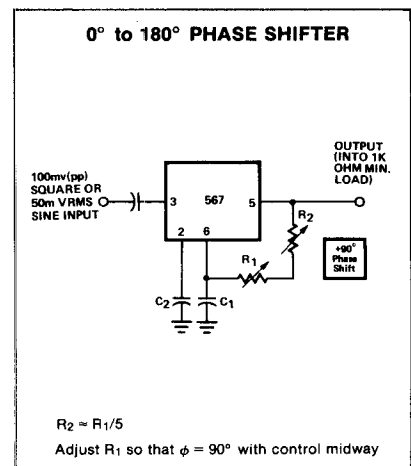 0° to 180° PHASE SHIFTER
OUTPUT
(INTO 1K
OHM MIN.
LOAD)
100mv(pp)
SQUARE OR
50m VRMS
SINE INPUT
3
567
5
2
6
R2
R1
+90°
Phase
Shift
C2
C1
R2 ≈ R1/5
Adjust R1 so that ϕ = 90° with control midway